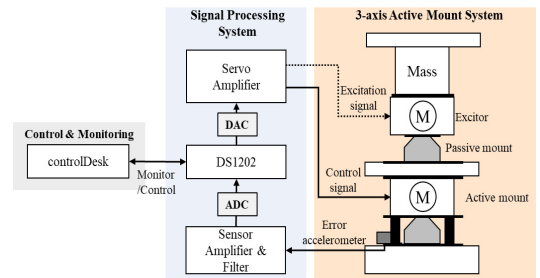 Signal Processing
System
3-axis Active Mount System
Servo
Amplifier
Mass
Excitation
signal
M
Excitor
DAC
Passive mount
Control & Monitoring
controlDesk
Monitor
/Control
DS1202
Control
signal
M
Active mount
ADC
Error
accelerometer
Sensor
Amplifier &
Filter